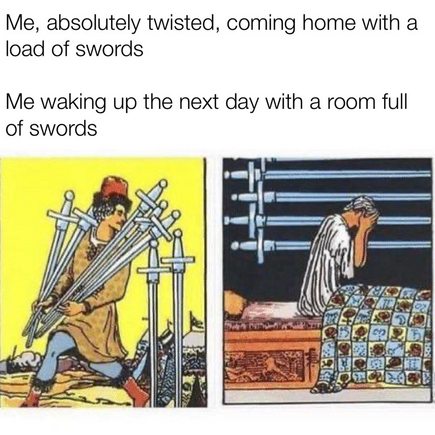 Me, absolutely twisted, coming home with a
load of swords
Me waking up the next day with a room full
of swords